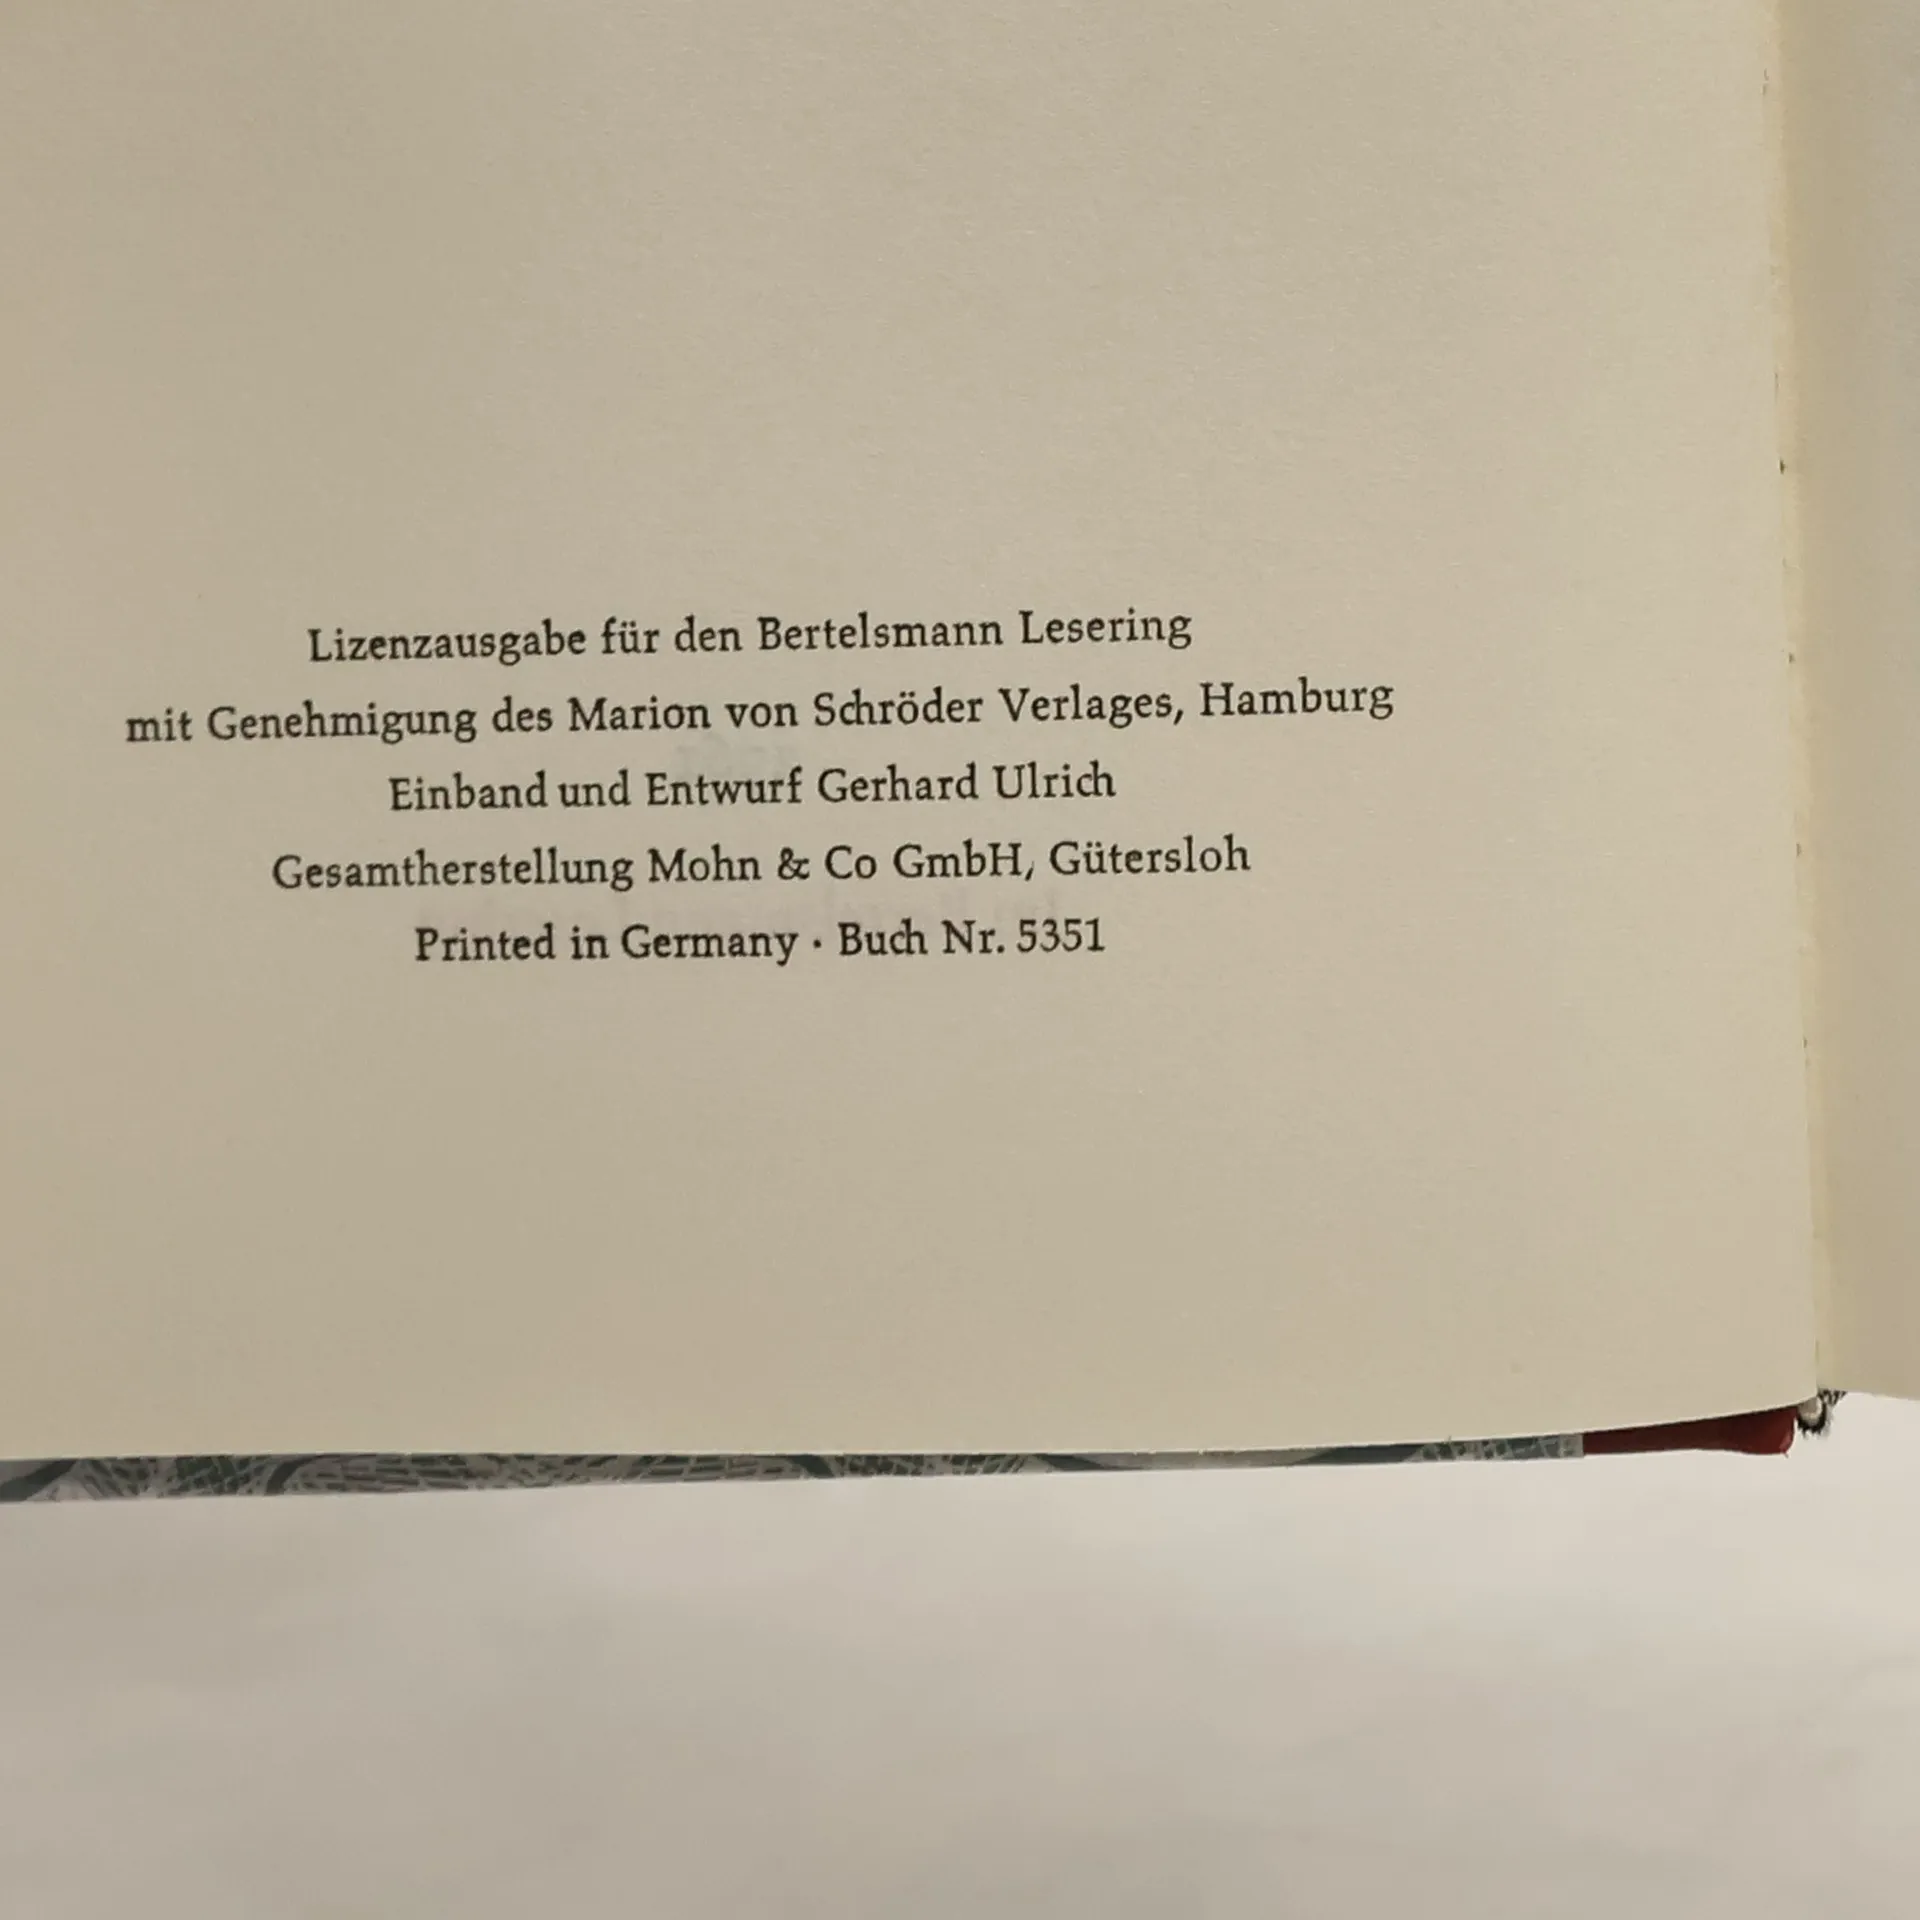 Lizenzausgabe für den Bertelsmann Lesering
mit Genehmigung des Marion von Schröder Verlages, Hamburg
Einband und Entwurf Gerhard Ulrich
Gesamtherstellung Mohn & Co GmbH, Gütersloh
Printed in Germany · Buch Nr. 5351